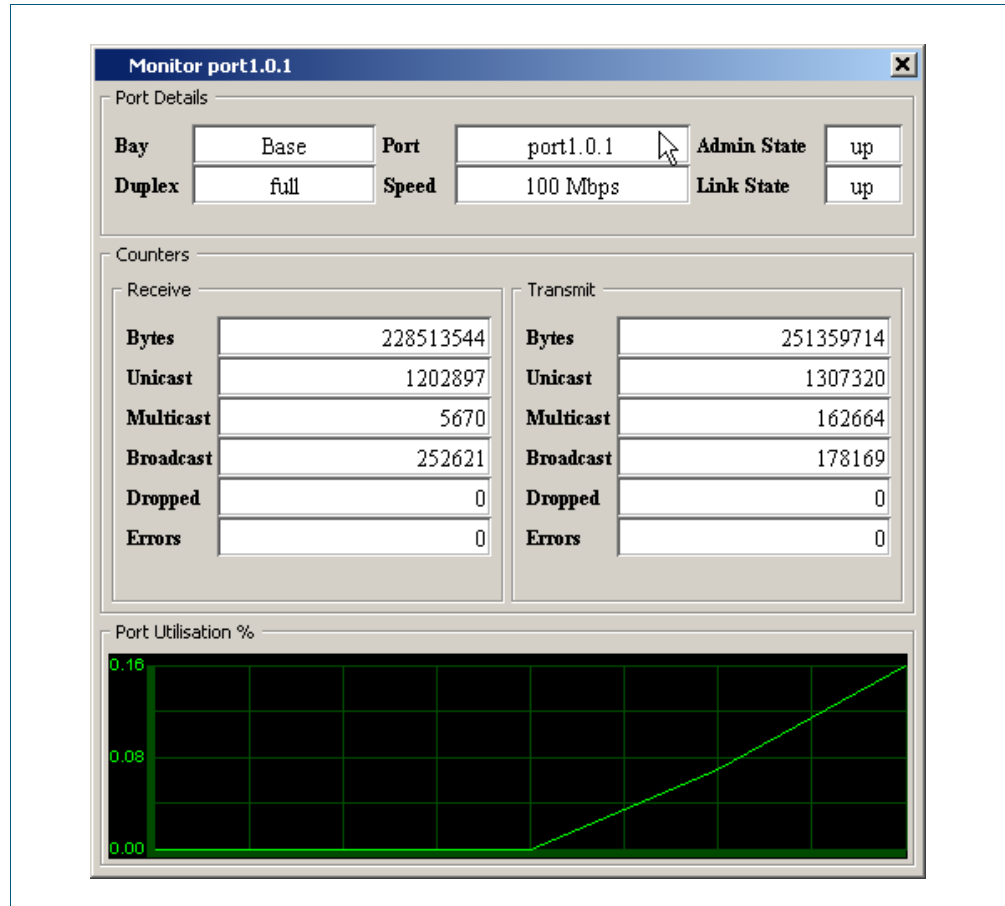 Monitor port1.0.1
Port Details
Bay Base Port port1.0.1 Admin State up
Duplex full Speed 100 Mbps Link State up
Counters
Receive
Bytes 228513544
Unicast 1202897
Multicast 5670
Broadcast 252621
Dropped 0
Errors 0
Transmit
Bytes 251359714
Unicast 1307320
Multicast 162664
Broadcast 178169
Dropped 0
Errors 0
Port Utilisation %
0.16
0.08
0.00